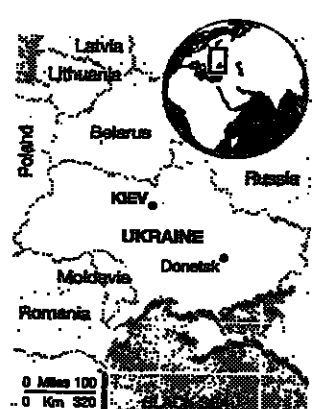 Latvia
Lithuania
Poland
Belarus
Russia
KIEV
UKRAINE
Donetsk
Moldavia
Romania
0 Miles 100
0 Km 320